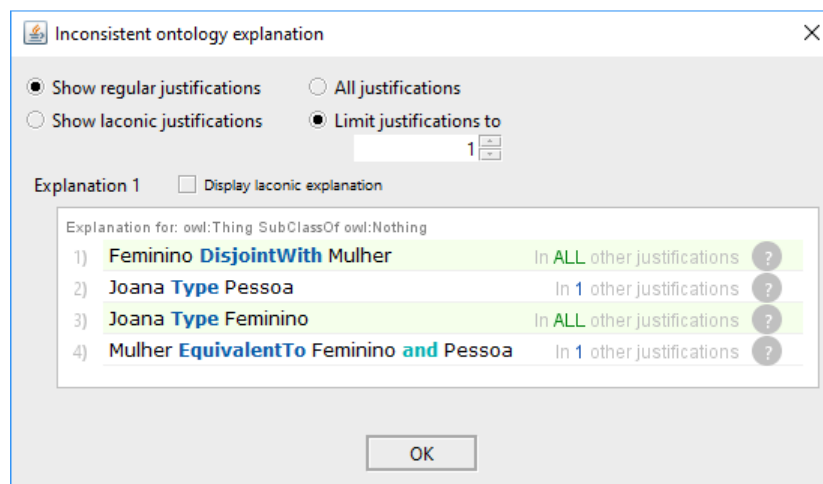 Inconsistent ontology explanation
Show regular justifications All justifications
Show laconic justifications Limit justifications to
1
Explanation 1 Display laconic explanation
Explanation for: owl:Thing SubClassOf owl:Nothing
1) Feminino DisjointWith Mulher In ALL other justifications ?
2) Joana Type Pessoa In 1 other justifications ?
3) Joana Type Feminino In ALL other justifications ?
4) Mulher EquivalentTo Feminino and Pessoa In 1 other justifications ?
OK